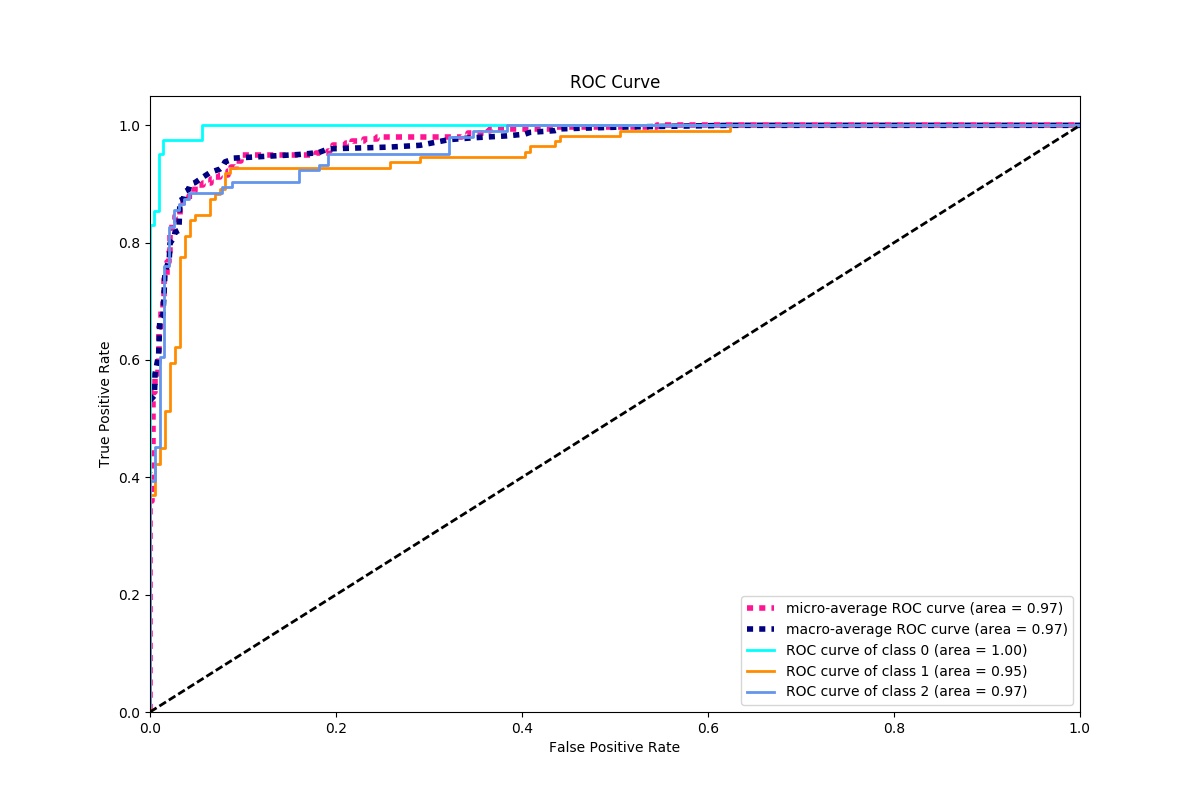 ROC Curve
True Positive Rate
1.0
0.8
0.6
0.4
0.2
0.0
0.0 0.2 0.4 0.6 0.8 1.0
False Positive Rate
micro-average ROC curve (area = 0.97)
macro-average ROC curve (area = 0.97)
ROC curve of class 0 (area = 1.00)
ROC curve of class 1 (area = 0.95)
ROC curve of class 2 (area = 0.97)